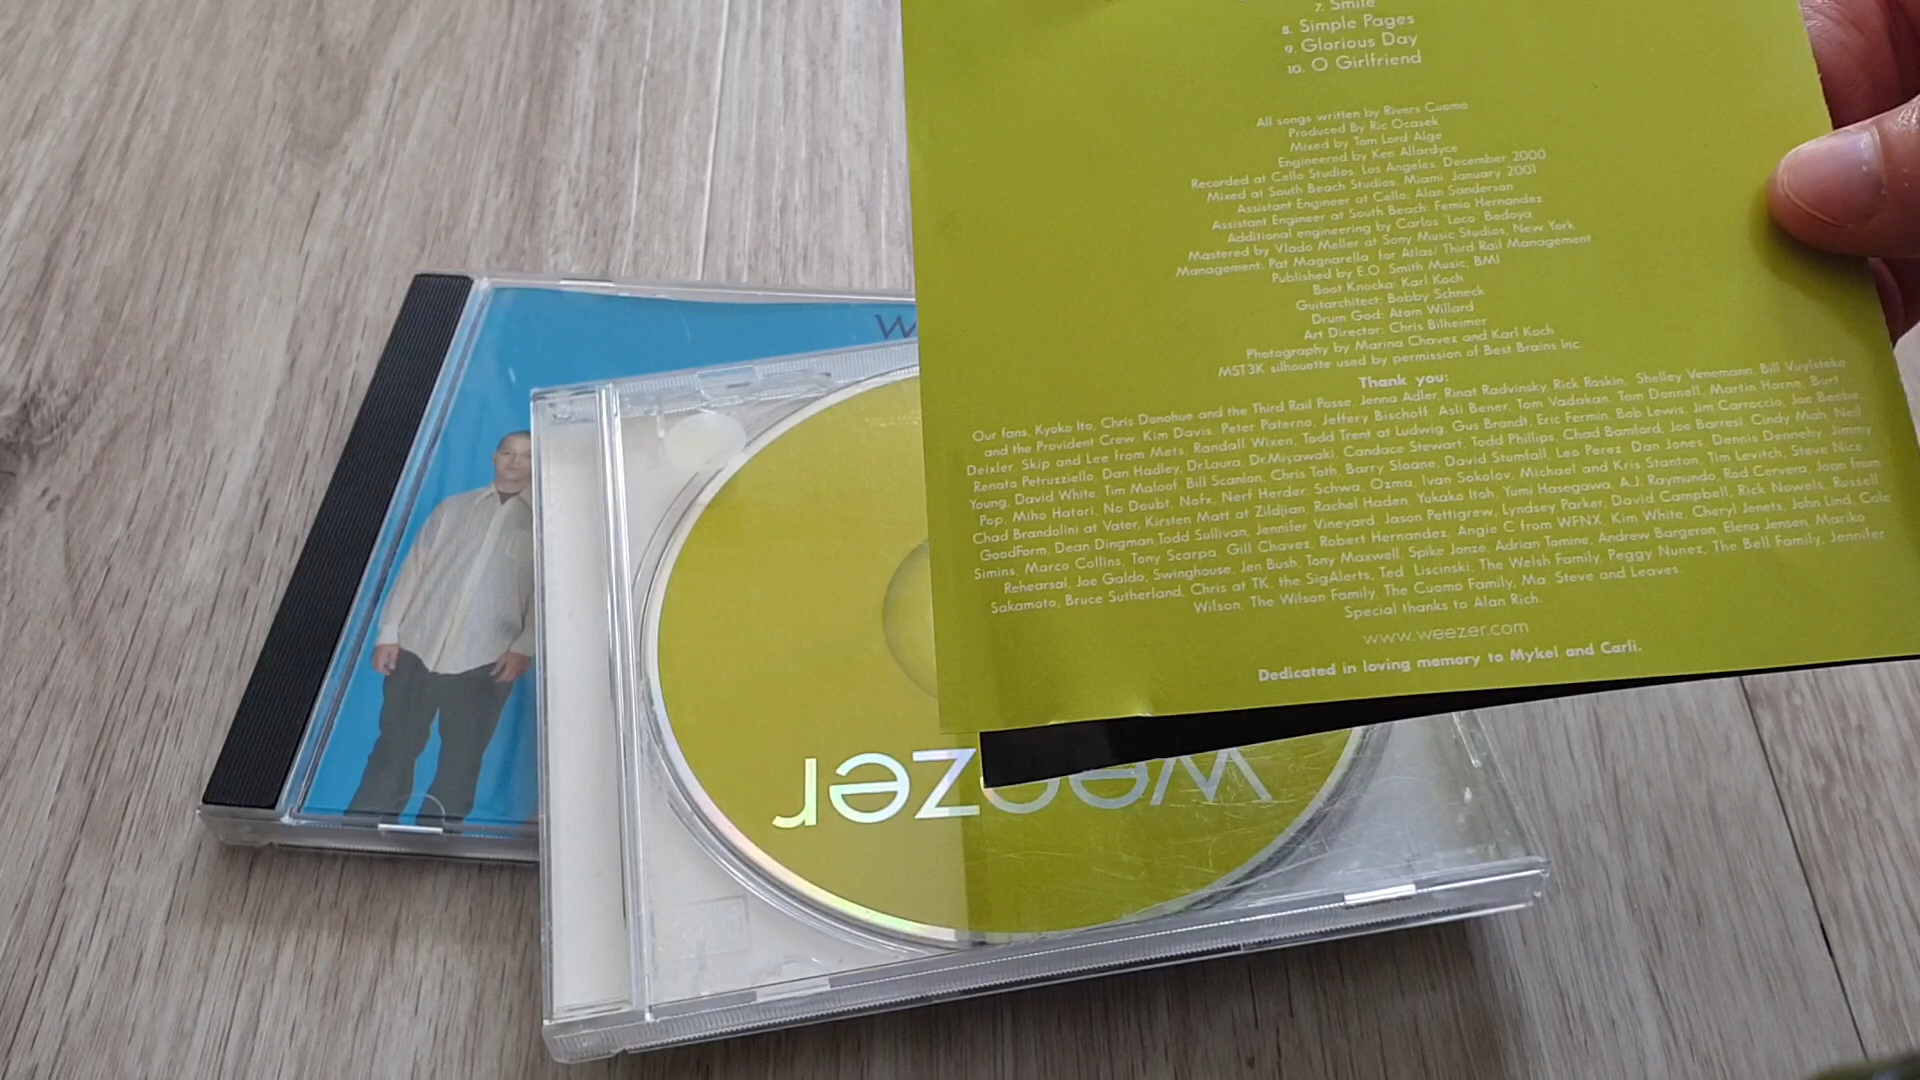 7. Smile
8. Simple Pages
9. Glorious Day
10. O Girlfriend
All songs written by Rivers Cuomo
Produced By Ric Ocasek
Mixed by Tom Lord-Alge
Engineered by Ken Allardyce
Recorded at Cello Studios, Los Angeles, December 2000
Mixed at South Beach Studios, Miami, January 2001
Assistant Engineer at Cello: Alan Sanderson
Assistant Engineer at South Beach: Femio Hernandez
Additional engineering by Carlos "Loco" Bedoya
Mastered by Vlado Meller at Sony Music Studios, New York
Management: Pat Magnarella for Atlas/ Third Rail Management
Published by E.O. Smith Music, BMI
Boot Knocka: Karl Koch
Guitarchitect: Bobby Schneck
Drum God: Atom Willard
Art Director: Chris Bilheimer
Photography by Marina Chavez and Karl Koch
MST3K silhouette used by permission of Best Brains Inc.
Thank you:
Our fans, Kyoko Ito, Chris Donohue and the Third Rail Posse, Jenna Adler, Rinat Radvinsky, Rick Roskin, Shelley Venemann, Bill Vuylsteke
and the Provident Crew, Kim Davis, Peter Paterno, Jeffery Bischoff, Asli Bener, Tom Vadakan, Tom Donnell, Martin Horne, Burt
Deixler, Skip and Lee from Mets, Randall Wixen, Todd Trent at Ludwig, Gus Brandt, Eric Fermin, Bob Lewis, Jim Carroccio, Joe Beebe,
Renata Petruzziello, Dan Hadley, Dr.Laura, Dr.Miyawaki, Candace Stewart, Todd Phillips, Chad Bamford, Joe Barresi, Cindy Mah, Neil
Young, David White, Tim Maloof, Bill Scanlon, Chris Toth, Barry Sloane, David Stumfall, Leo Perez, Dan Jones, Dennis Dennehy, Jimmy
Pop, Miho Hatori, No Doubt, Nofx, Nerf Herder, Schwa, Ozma, Ivan Sokolov, Michael and Kris Stanton, Tim Levitch, Steve Nice,
Chad Brandolini at Vater, Kirsten Matt at Zildjian, Rachel Haden, Yukako Itoh, Yumi Hasegawa, A.J. Raymundo, Rod Cervera, Joan from
GoodForm, Dean Dingman,Todd Sullivan, Jennifer Vineyard, Jason Pettigrew, Lyndsey Parker, David Campbell, Rick Nowels, Russell
Simins, Marco Collins, Tony Scarpa, Gill Chavez, Robert Hernandez, Angie C from WFNX, Kim White, Cheryl Jenets, John Lind, Cole
Rehearsal, Joe Galdo, Swinghouse, Jen Bush, Tony Maxwell, Spike Jonze, Adrian Tomine, Andrew Bargeron, Elena Jensen, Mariko
Sakamoto, Bruce Sutherland, Chris at TK, the SigAlerts, Ted Liscinski, The Welsh Family, Peggy Nunez, The Bell Family, Jennifer
Wilson, The Wilson Family, The Cuomo Family, Ma, Steve and Leaves.
Special thanks to Alan Rich.
www.weezer.com
Dedicated in loving memory to Mykel and Carli.
weezer